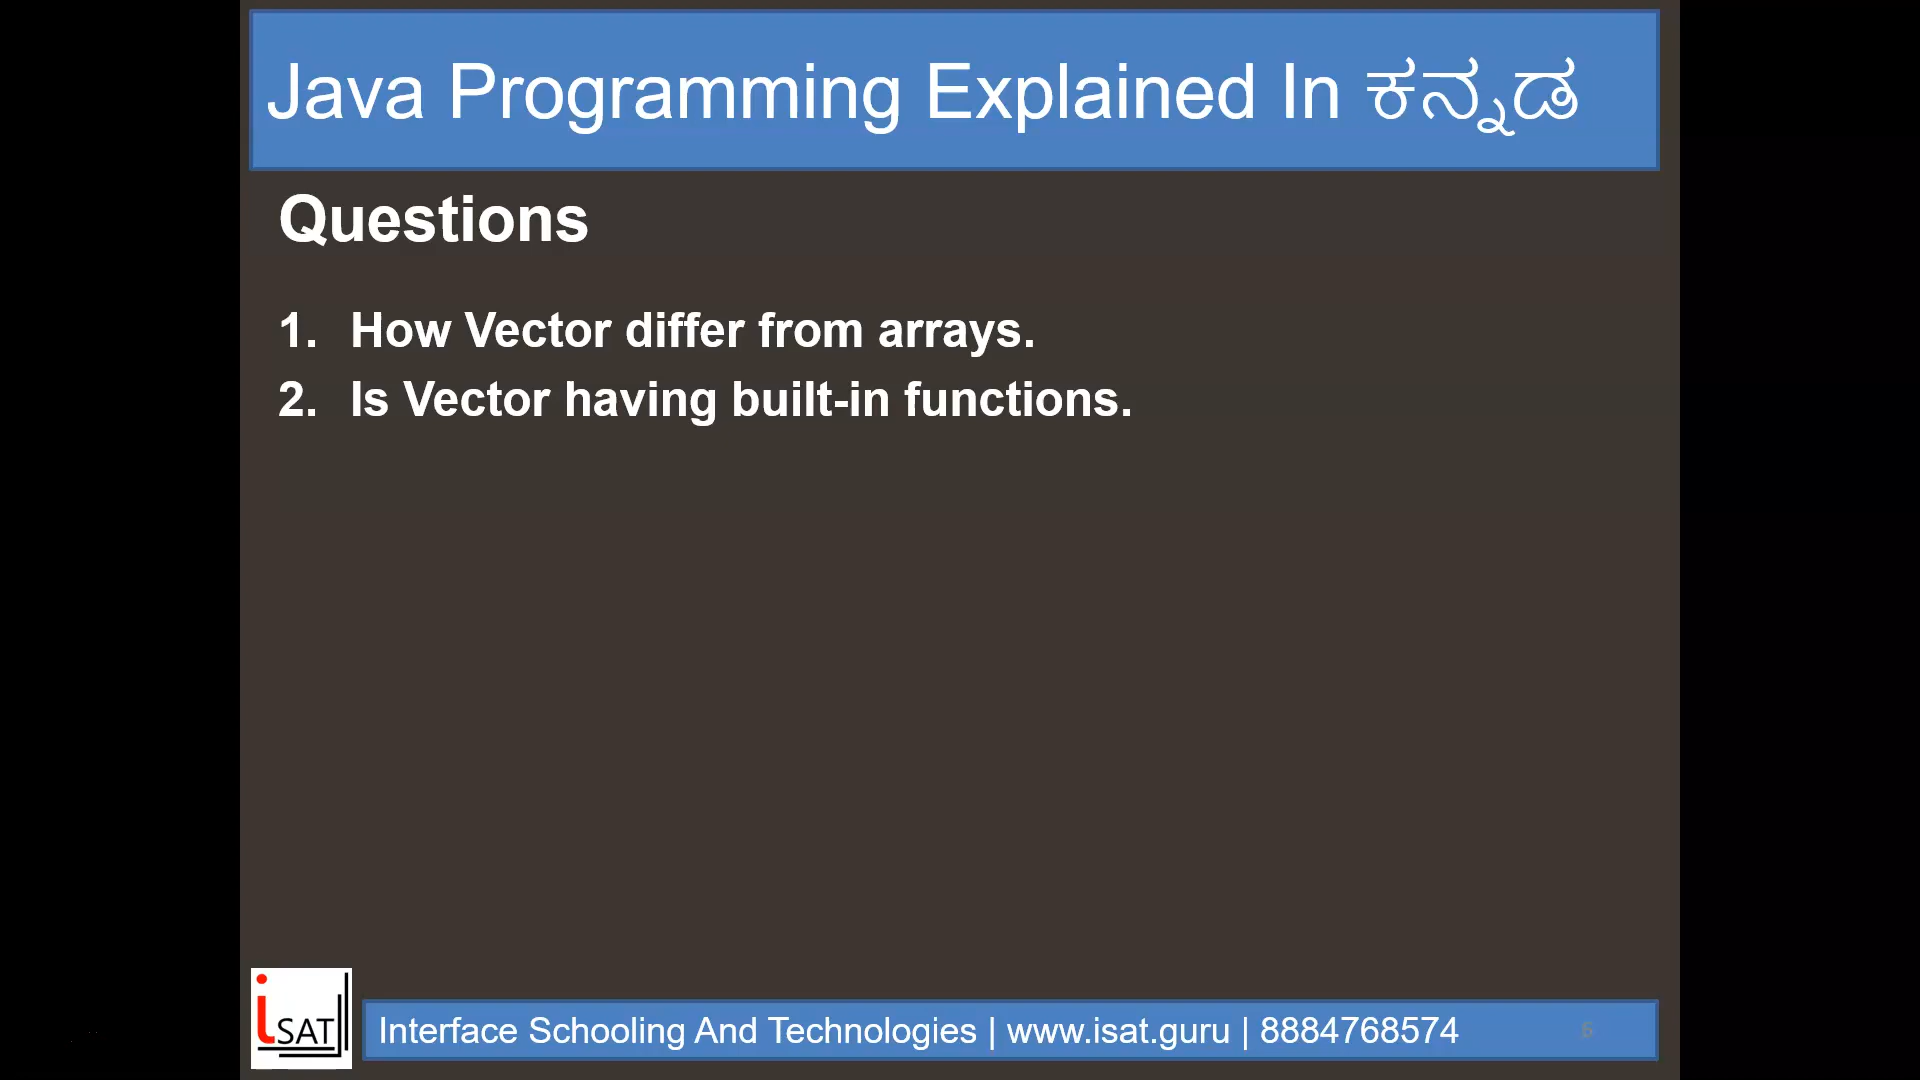 Java Programming Explained In ಕನ್ನಡ
Questions
1. How Vector differ from arrays.
2. Is Vector having built-in functions.
iSAT
Interface Schooling And Technologies | www.isat.guru | 8884768574